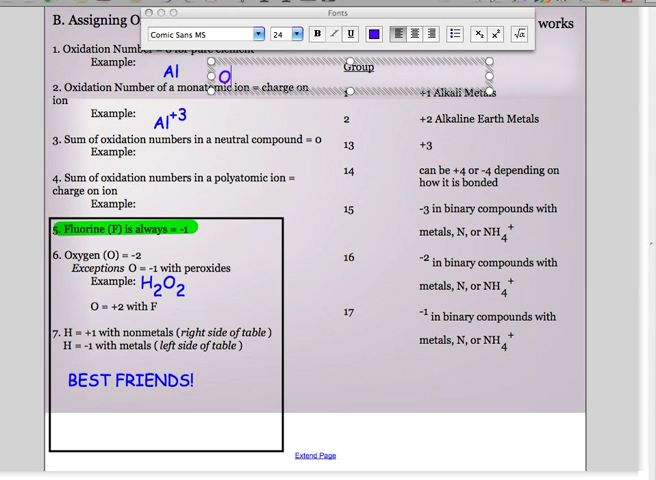 Fonts
B. Assigning O
works
Comic Sans MS 24 B I U X₂ X² √α
1. Oxidation Number = 0 for pure element
Example: Al O
2. Oxidation Number of a monatomic ion = charge on
ion
Example: Al⁺³
3. Sum of oxidation numbers in a neutral compound = 0
Example:
4. Sum of oxidation numbers in a polyatomic ion =
charge on ion
Example:
5. Fluorine (F) is always = -1
6. Oxygen (O) = -2
Exceptions O = -1 with peroxides
Example: H₂O₂
O = +2 with F
7. H = +1 with nonmetals (right side of table)
H = -1 with metals ( left side of table )
BEST FRIENDS!
Group
1 +1 Alkali Metals
2 +2 Alkaline Earth Metals
13 +3
14 can be +4 or -4 depending on
how it is bonded
15 -3 in binary compounds with
metals, N, or NH₄⁺
16 -2 in binary compounds with
metals, N, or NH₄⁺
17 -1 in binary compounds with
metals, N, or NH₄⁺
Extend Page